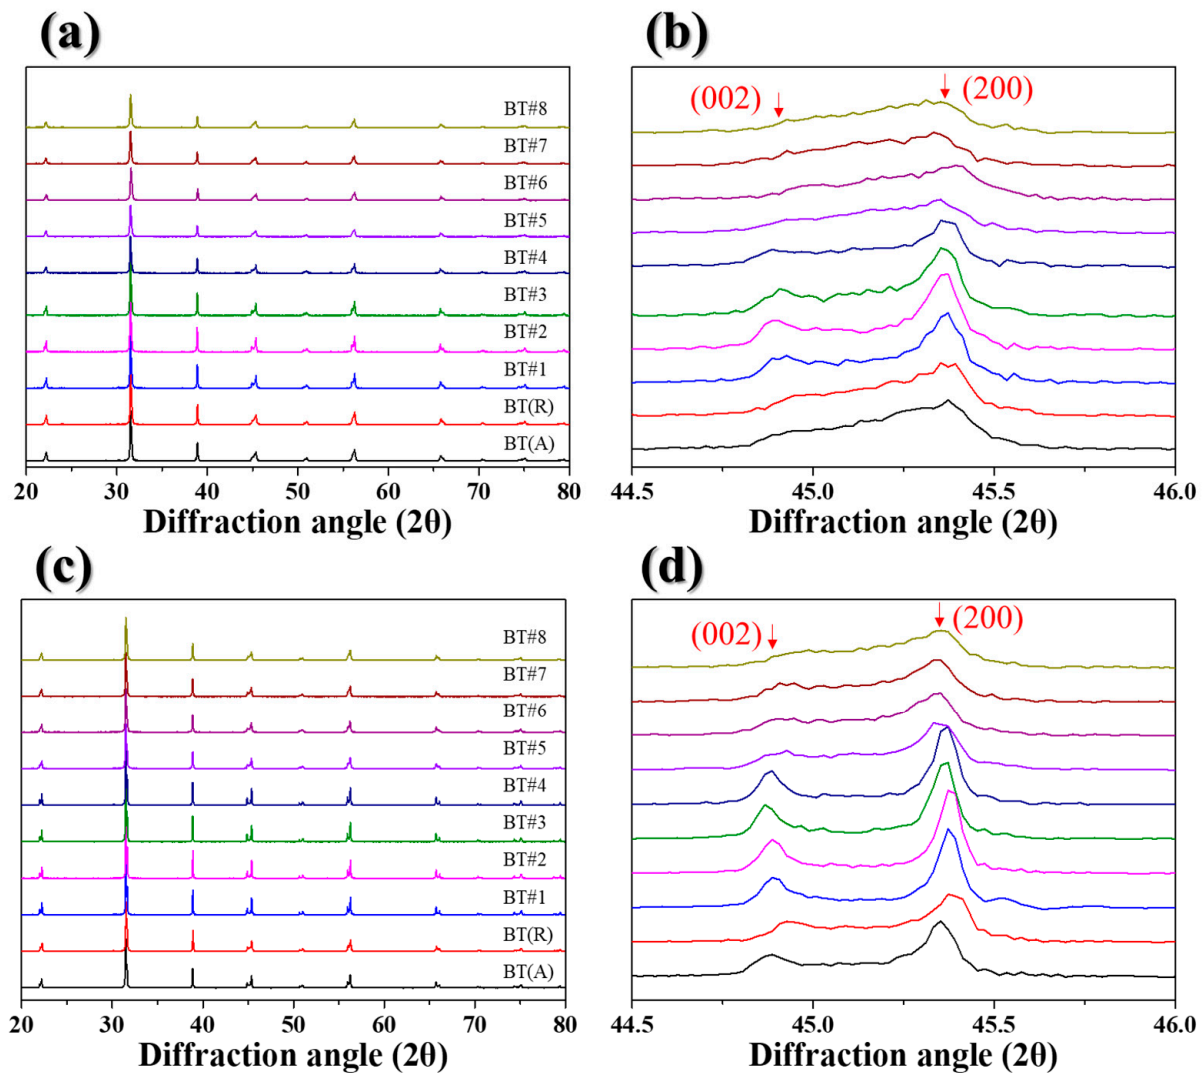 (a)
BT#8
BT#7
BT#6
BT#5
BT#4
BT#3
BT#2
BT#1
BT(R)
BT(A)
20 30 40 50 60 70 80
Diffraction angle (2θ)
(b)
(002)
(200)
44.5 45.0 45.5 46.0
Diffraction angle (2θ)
(c)
BT#8
BT#7
BT#6
BT#5
BT#4
BT#3
BT#2
BT#1
BT(R)
BT(A)
20 30 40 50 60 70 80
Diffraction angle (2θ)
(d)
(002)
(200)
44.5 45.0 45.5 46.0
Diffraction angle (2θ)